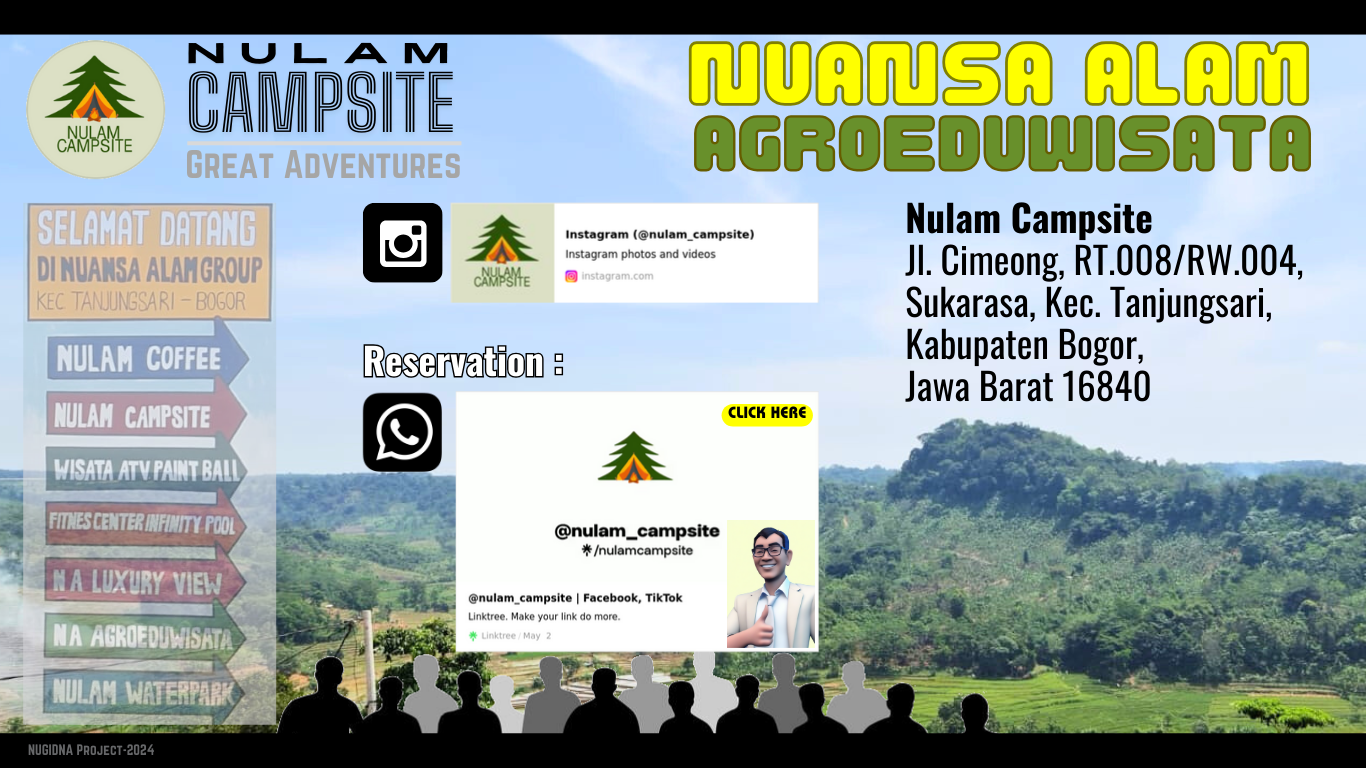 NULAM
CAMPSITE
GREAT ADVENTURES
NULAM
CAMPSITE
NUANSA ALAM
AGROEDUWISATA
SELAMAT DATANG
DI NUANSA ALAM GROUP
KEC TANJUNGSARI - BOGOR
NULAM COFFEE
NULAM CAMPSITE
WISATA ATV PAINT BALL
FITNES CENTER INFINITY POOL
N A LUXURY VIEW
N A AGROEDUWISATA
NULAM WATERPARK
NULAM
CAMPSITE
Instagram (@nulam_campsite)
Instagram photos and videos
instagram.com
Reservation :
CLICK HERE
@nulam_campsite
/nulamcampsite
@nulam_campsite | Facebook, TikTok
Linktree. Make your link do more.
Linktree / May 2
Nulam Campsite
Jl. Cimeong, RT.008/RW.004,
Sukarasa, Kec. Tanjungsari,
Kabupaten Bogor,
Jawa Barat 16840
NUGIDNA PROJECT-2024